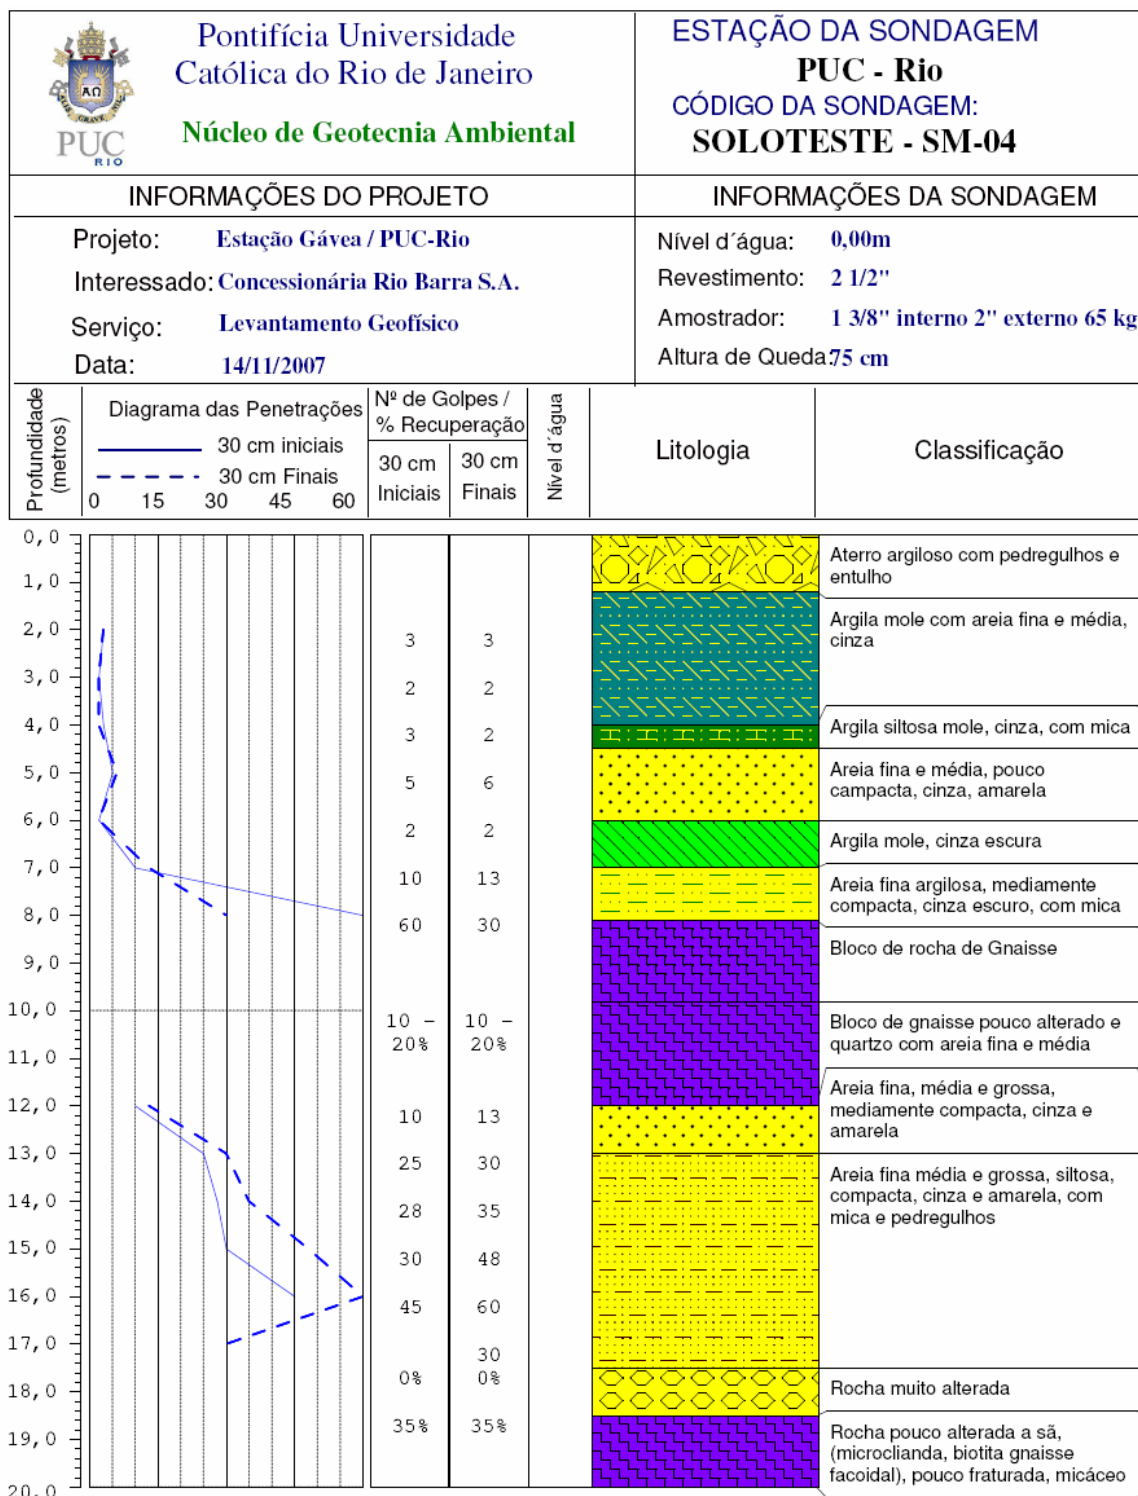 Pontifícia Universidade
Católica do Rio de Janeiro
Núcleo de Geotecnia Ambiental
ΑΩ
ALIS GRAVE NIL
PUC
RIO
ESTAÇÃO DA SONDAGEM
PUC - Rio
CÓDIGO DA SONDAGEM:
SOLOTESTE - SM-04
INFORMAÇÕES DO PROJETO
Projeto: Estação Gávea / PUC-Rio
Interessado: Concessionária Rio Barra S.A.
Serviço: Levantamento Geofísico
Data: 14/11/2007
INFORMAÇÕES DA SONDAGEM
Nível d´água: 0,00m
Revestimento: 2 1/2"
Amostrador: 1 3/8" interno 2" externo 65 kg
Altura de Queda:75 cm
Profundidade
(metros)
Diagrama das Penetrações
30 cm iniciais
30 cm Finais
0 15 30 45 60
Nº de Golpes /
% Recuperação
30 cm
Iniciais
30 cm
Finais
Nível d´água
Litologia
Classificação
0,0
1,0
2,0
3,0
4,0
5,0
6,0
7,0
8,0
9,0
10,0
11,0
12,0
13,0
14,0
15,0
16,0
17,0
18,0
19,0
20,0
3 3
2 2
3 2
5 6
2 2
10 13
60 30
10 – 10 –
20% 20%
10 13
25 30
28 35
30 48
45 60
30
0% 0%
35% 35%
Aterro argiloso com pedregulhos e
entulho
Argila mole com areia fina e média,
cinza
Argila siltosa mole, cinza, com mica
Areia fina e média, pouco
campacta, cinza, amarela
Argila mole, cinza escura
Areia fina argilosa, mediamente
compacta, cinza escuro, com mica
Bloco de rocha de Gnaisse
Bloco de gnaisse pouco alterado e
quartzo com areia fina e média
Areia fina, média e grossa,
mediamente compacta, cinza e
amarela
Areia fina média e grossa, siltosa,
compacta, cinza e amarela, com
mica e pedregulhos
Rocha muito alterada
Rocha pouco alterada a sã,
(microclianda, biotita gnaisse
facoidal), pouco fraturada, micáceo